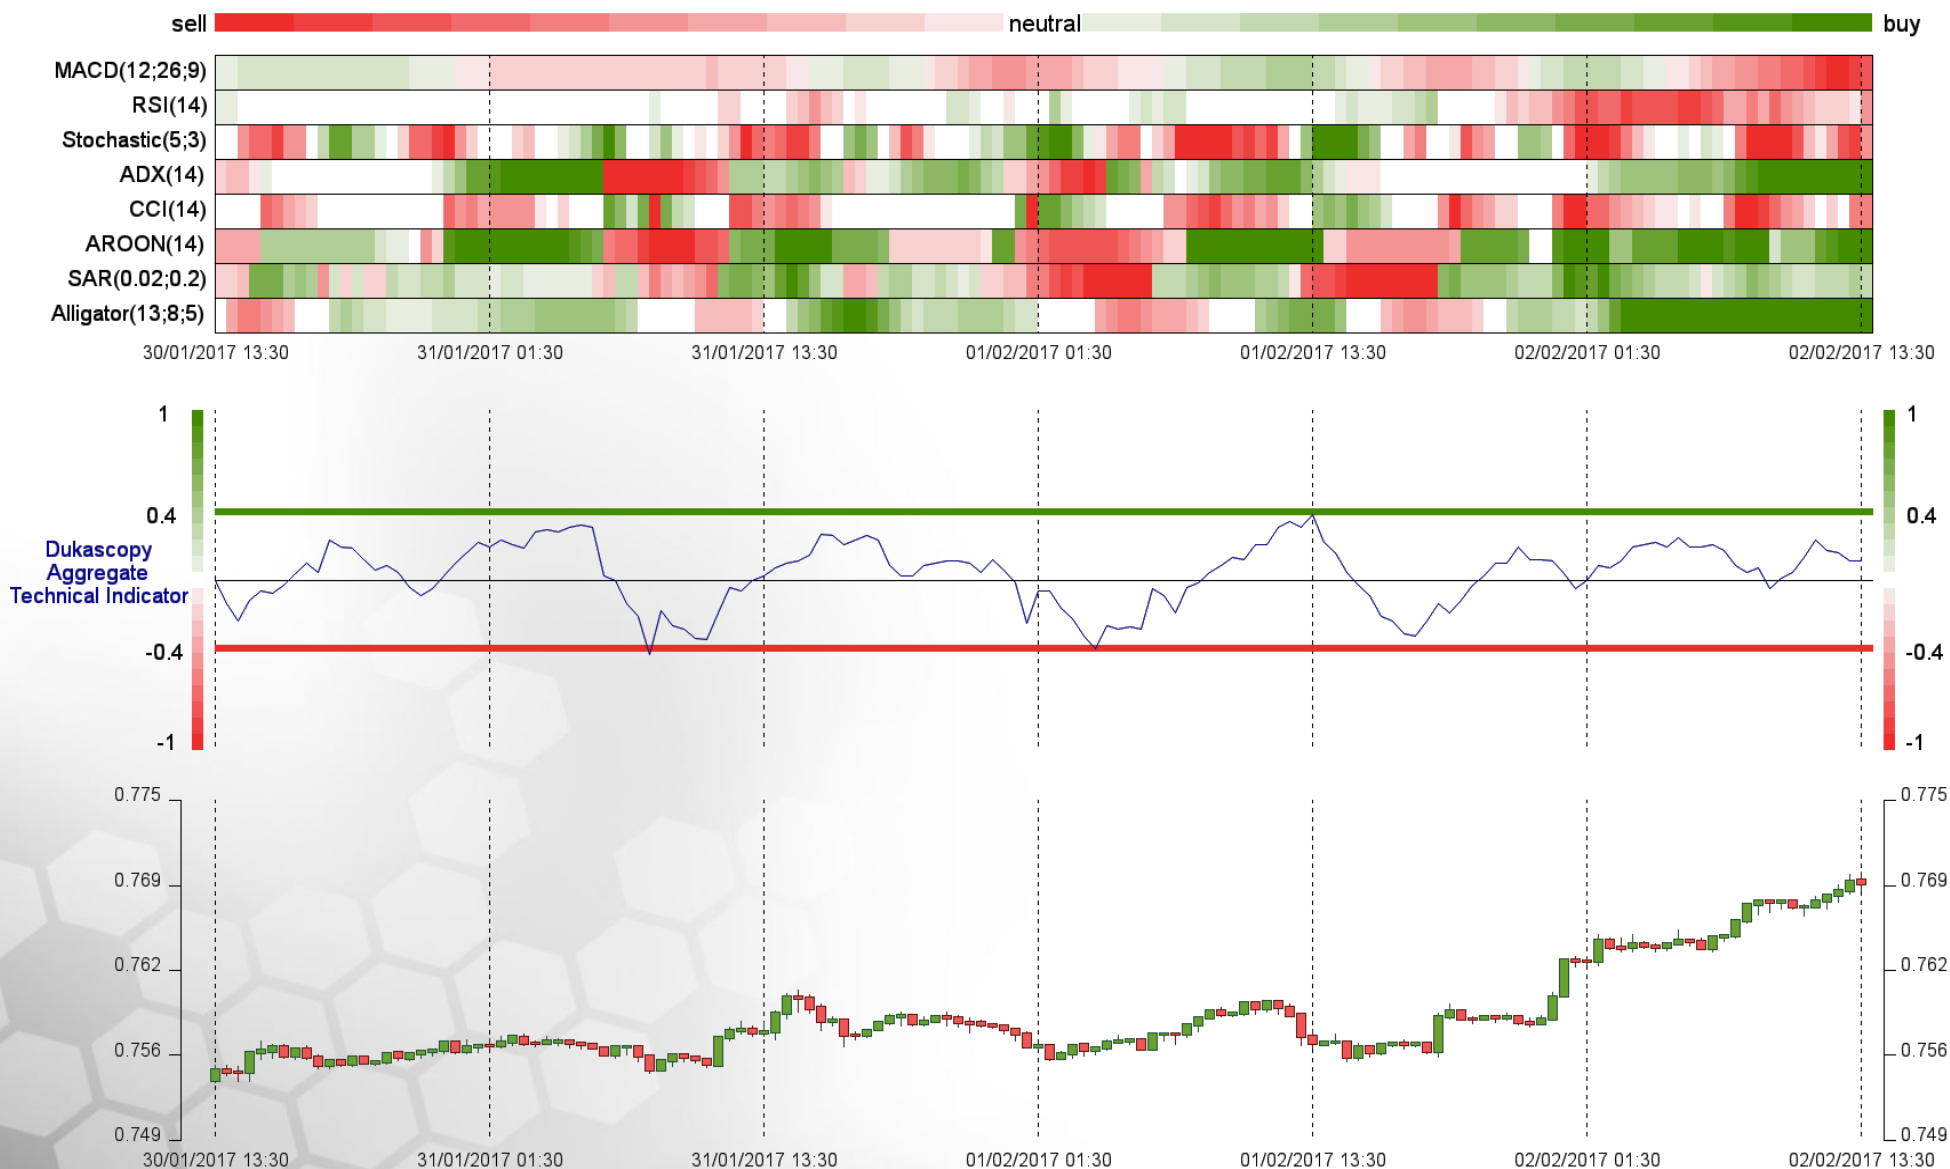 sell neutral buy
MACD(12;26;9)
RSI(14)
Stochastic(5;3)
ADX(14)
CCI(14)
AROON(14)
SAR(0.02;0.2)
Alligator(13;8;5)
30/01/2017 13:30 31/01/2017 01:30 31/01/2017 13:30 01/02/2017 01:30 01/02/2017 13:30 02/02/2017 01:30 02/02/2017 13:30
1 1
0.4 0.4
Dukascopy
Aggregate
Technical Indicator
-0.4 -0.4
-1 -1
0.775 0.775
0.769 0.769
0.762 0.762
0.756 0.756
0.749 0.749
30/01/2017 13:30 31/01/2017 01:30 31/01/2017 13:30 01/02/2017 01:30 01/02/2017 13:30 02/02/2017 01:30 02/02/2017 13:30